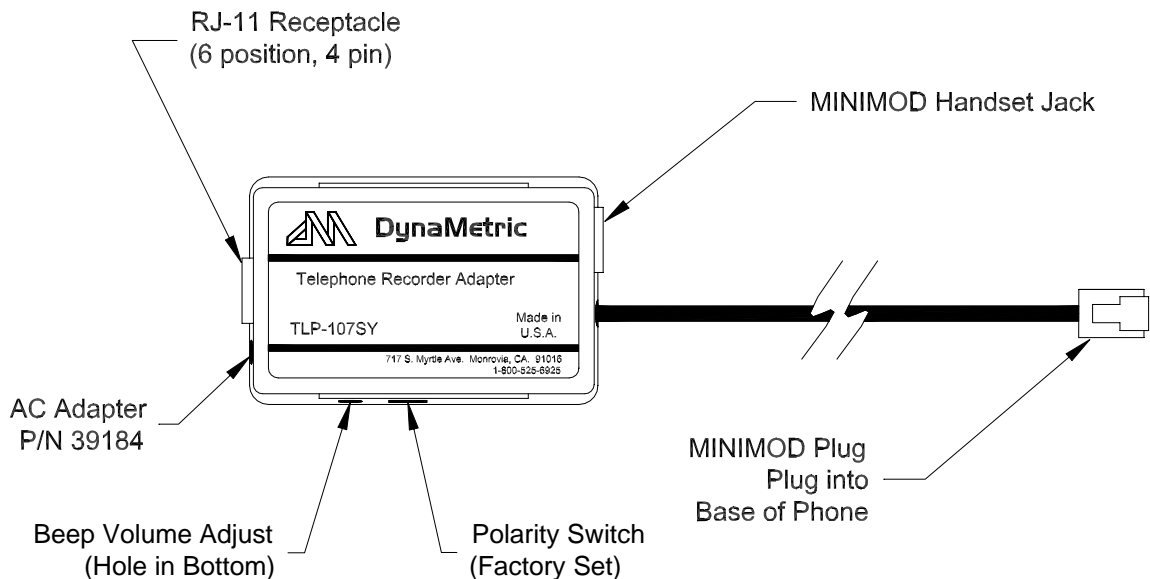 RJ-11 Receptacle
(6 position, 4 pin)
MINIMOD Handset Jack
DynaMetric
Telephone Recorder Adapter
TLP-107SY
Made in
U.S.A.
717 S. Myrtle Ave. Monrovia, CA. 91016
1-800-525-6925
AC Adapter
P/N 39184
MINIMOD Plug
Plug into
Base of Phone
Beep Volume Adjust
(Hole in Bottom)
Polarity Switch
(Factory Set)